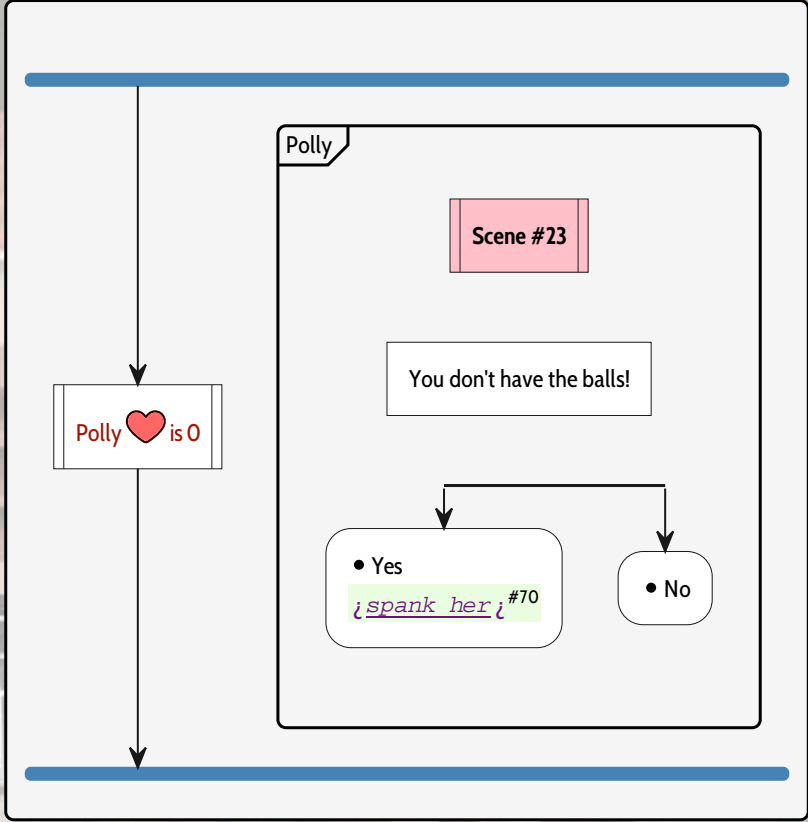 Polly
Scene #23
You don't have the balls!
Polly ❤ is 0
• Yes
¿spank her¿#70
• No